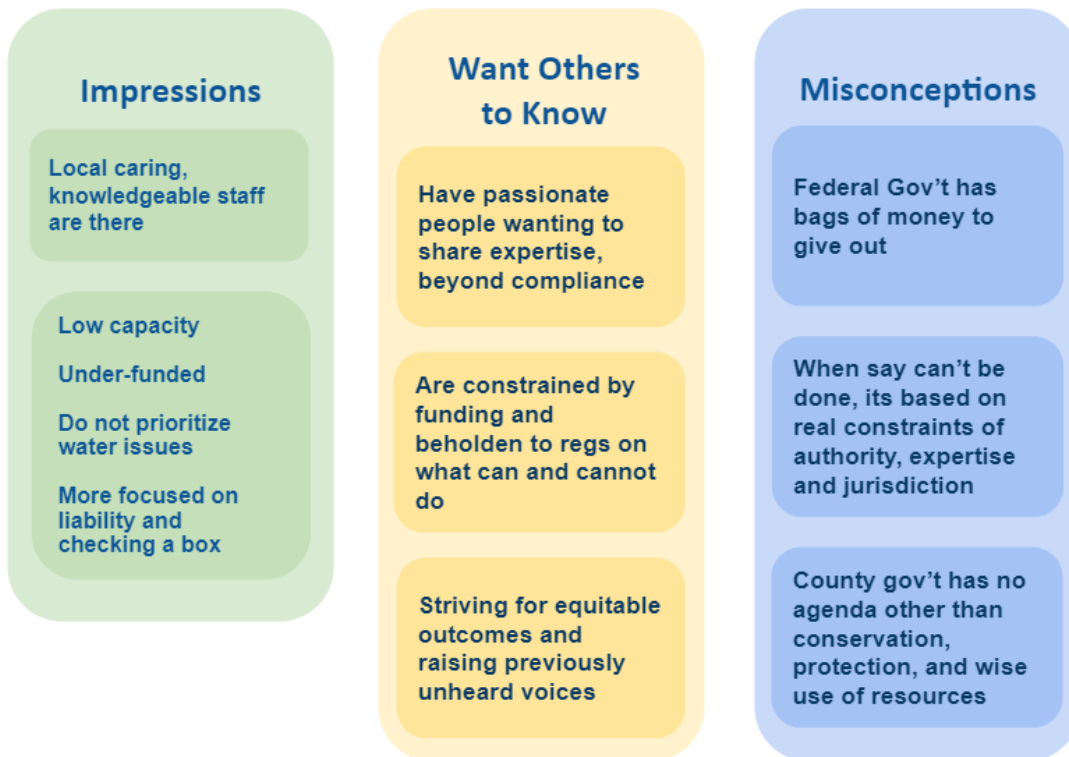 Impressions
Local caring,
knowledgeable staff
are there
Low capacity
Under-funded
Do not prioritize
water issues
More focused on
liability and
checking a box
Want Others
to Know
Have passionate
people wanting to
share expertise,
beyond compliance
Are constrained by
funding and
beholden to regs on
what can and cannot
do
Striving for equitable
outcomes and
raising previously
unheard voices
Misconceptions
Federal Gov't has
bags of money to
give out
When say can't be
done, its based on
real constraints of
authority, expertise
and jurisdiction
County gov't has no
agenda other than
conservation,
protection, and wise
use of resources